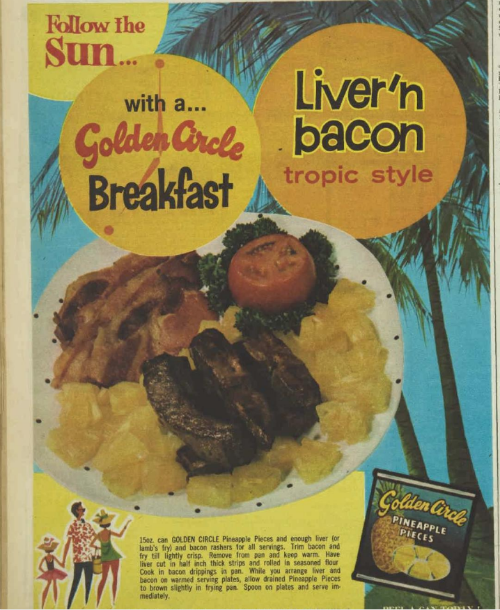 Follow the
Sun...
with a...
Golden Circle
Breakfast
Liver'n
bacon
tropic style
15oz. can GOLDEN CIRCLE Pineapple Pieces and enough liver (or
lamb's fry) and bacon rashers for all servings. Trim bacon and
fry till lightly crisp. Remove from pan and keep warm. Have
liver cut in half inch thick strips and rolled in seasoned flour
Cook in bacon drippings in pan. While you arrange liver and
bacon on warmed serving plates, allow drained Pineapple Pieces
to brown slightly in frying pan. Spoon on plates and serve im-
mediately.
Golden Circle
PINEAPPLE
PIECES